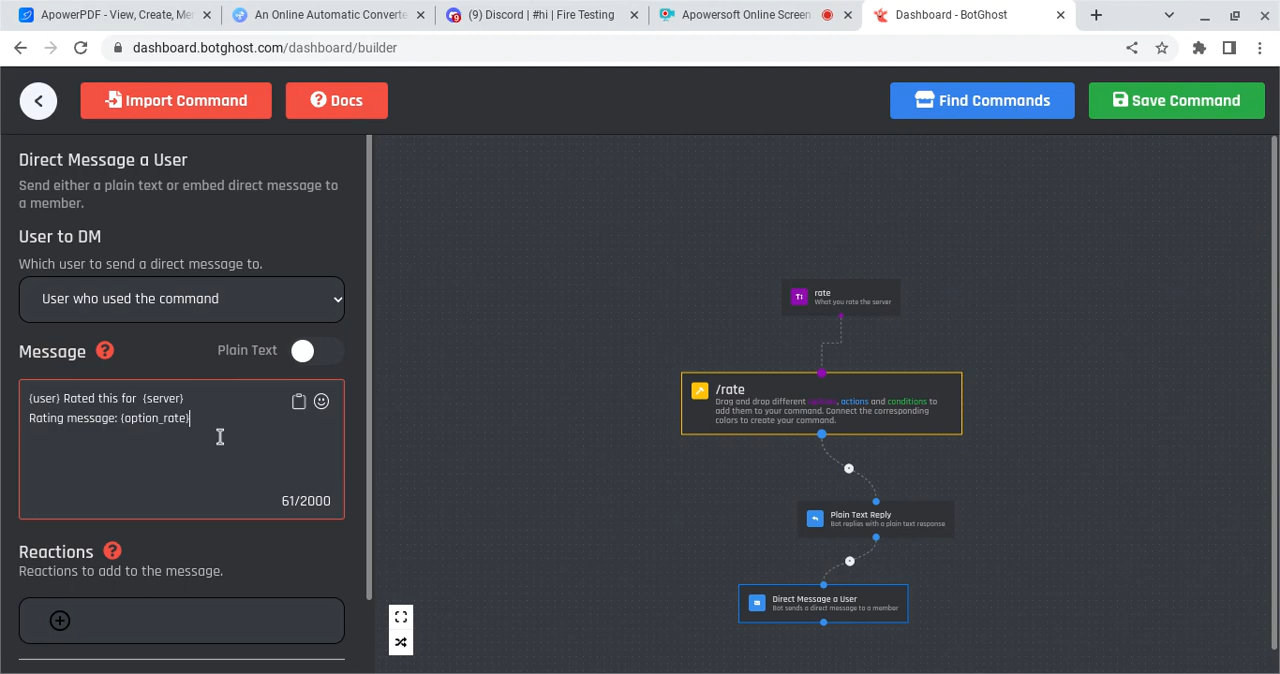 ApowerPDF - View, Create, Me
An Online Automatic Converte
(9) Discord | #hi | Fire Testing
Apowersoft Online Screen
Dashboard - BotGhost
dashboard.botghost.com/dashboard/builder
Import Command
? Docs
Find Commands
Save Command
Direct Message a User
Send either a plain text or embed direct message to
a member.
User to DM
Which user to send a direct message to.
User who used the command
Message ?
Plain Text
{user} Rated this for {server}
Rating message: {option_rate}
61/2000
Reactions ?
Reactions to add to the message.
rate
What you rate the server
/rate
Drag and drop different options, actions and conditions to
add them to your command. Connect the corresponding
colors to create your command.
Plain Text Reply
Bot replies with a plain text response
Direct Message a User
Bot sends a direct message to a member